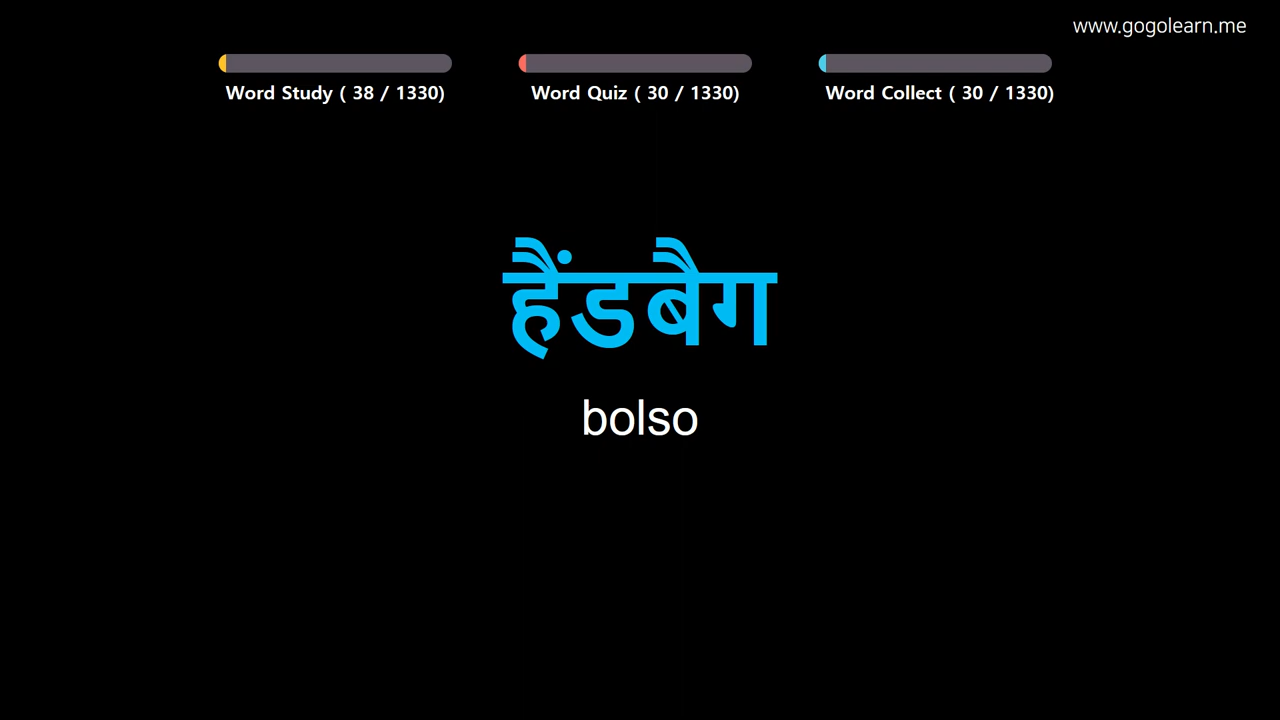 www.gogolearn.me
Word Study ( 38 / 1330)
Word Quiz ( 30 / 1330)
Word Collect ( 30 / 1330)
हैंडबैग
bolso